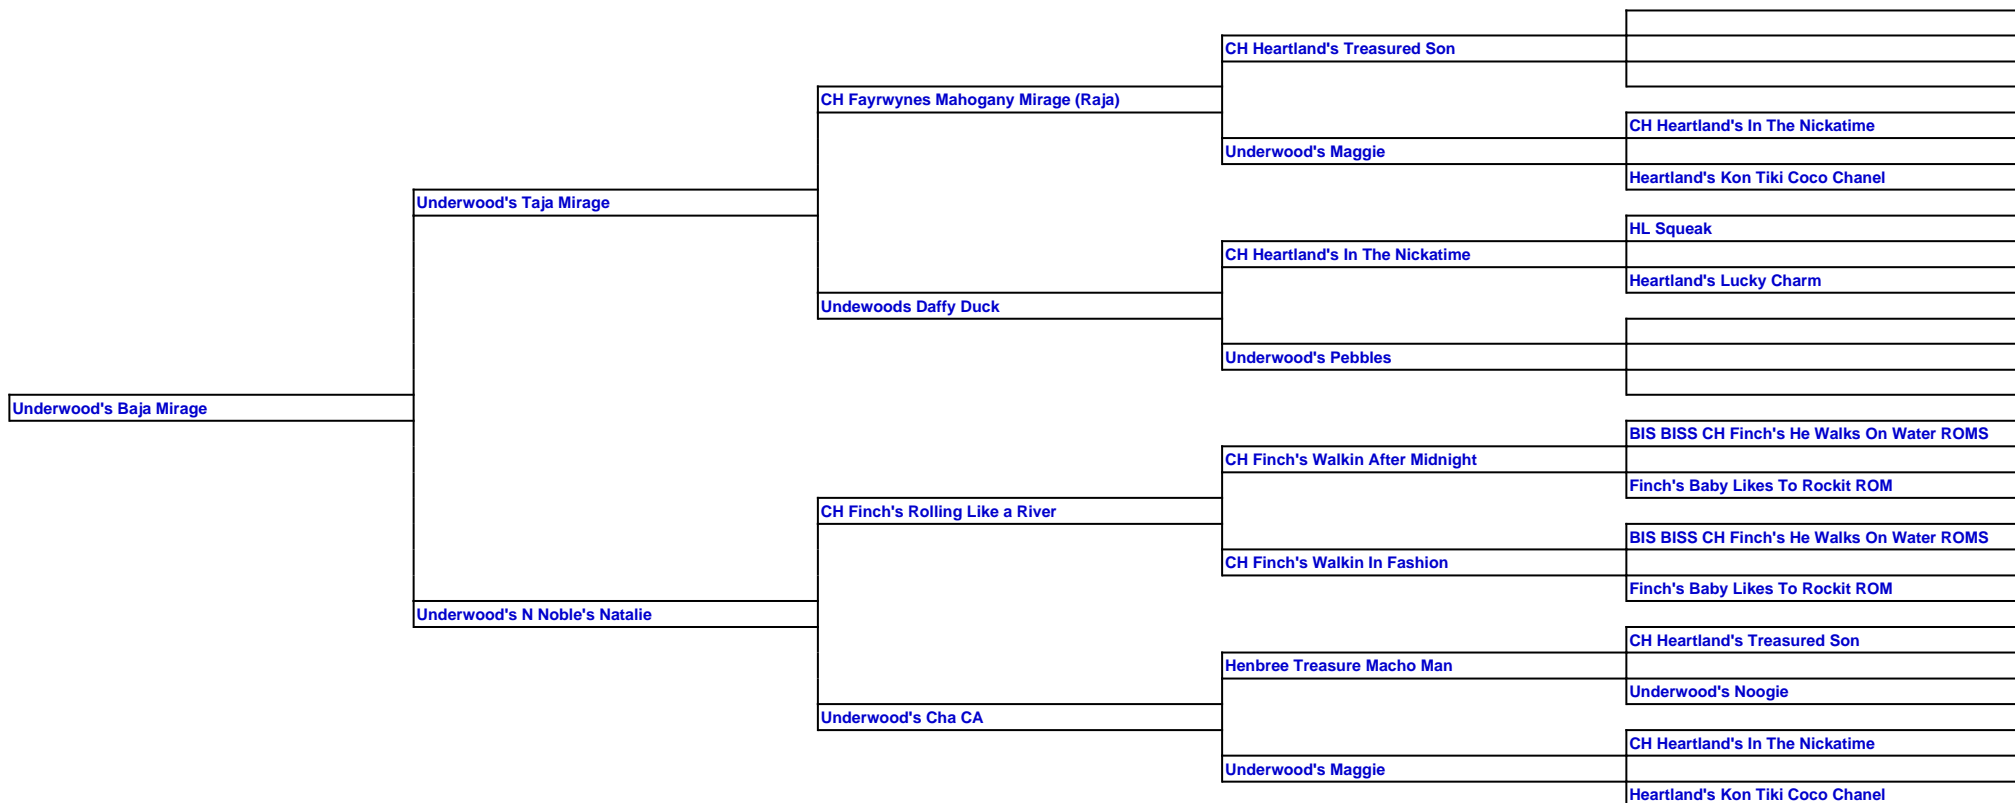 CH Heartland's Treasured Son
CH Fayrwynes Mahogany Mirage (Raja)
CH Heartland's In The Nickatime
Underwood's Maggie
Heartland's Kon Tiki Coco Chanel
Underwood's Taja Mirage
HL Squeak
CH Heartland's In The Nickatime
Heartland's Lucky Charm
Undewoods Daffy Duck
Underwood's Pebbles
Underwood's Baja Mirage
BIS BISS CH Finch's He Walks On Water ROMS
CH Finch's Walkin After Midnight
Finch's Baby Likes To Rockit ROM
CH Finch's Rolling Like a River
BIS BISS CH Finch's He Walks On Water ROMS
CH Finch's Walkin In Fashion
Finch's Baby Likes To Rockit ROM
Underwood's N Noble's Natalie
CH Heartland's Treasured Son
Henbree Treasure Macho Man
Underwood's Noogie
Underwood's Cha CA
CH Heartland's In The Nickatime
Underwood's Maggie
Heartland's Kon Tiki Coco Chanel